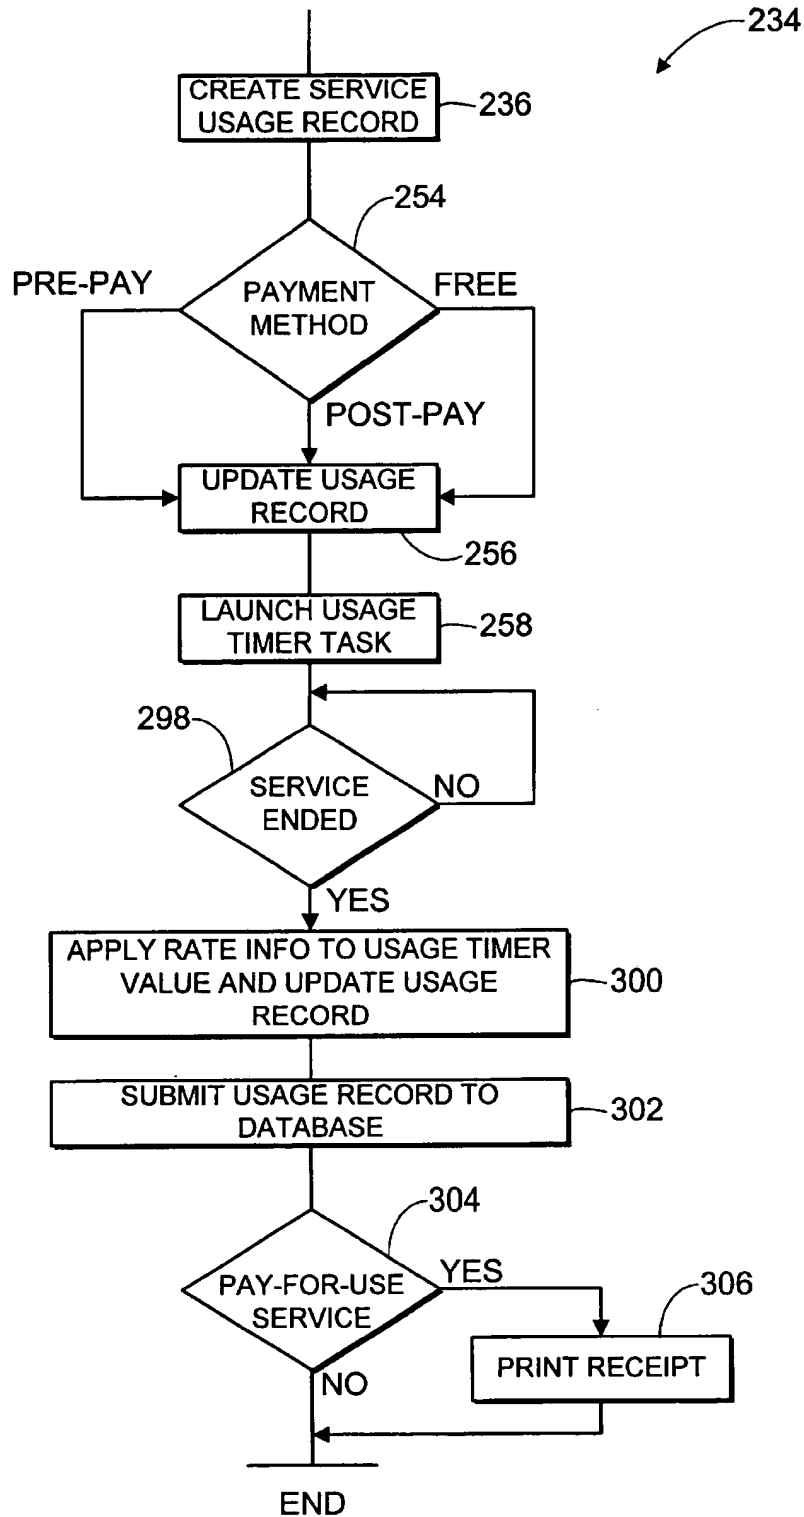 234
CREATE SERVICE
USAGE RECORD
236
254
PRE-PAY
FREE
PAYMENT
METHOD
POST-PAY
UPDATE USAGE
RECORD
256
LAUNCH USAGE
TIMER TASK
258
298
SERVICE
ENDED
NO
YES
APPLY RATE INFO TO USAGE TIMER
VALUE AND UPDATE USAGE
RECORD
300
SUBMIT USAGE RECORD TO
DATABASE
302
304
PAY-FOR-USE
SERVICE
YES
306
PRINT RECEIPT
NO
END